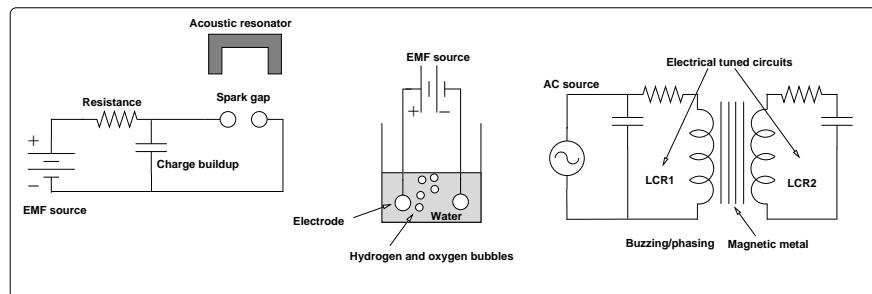 Acoustic resonator
Resistance
Spark gap
+
−
Charge buildup
EMF source
EMF source
+
−
Electrode
Water
Hydrogen and oxygen bubbles
Electrical tuned circuits
AC source
LCR1
LCR2
Buzzing/phasing
Magnetic metal